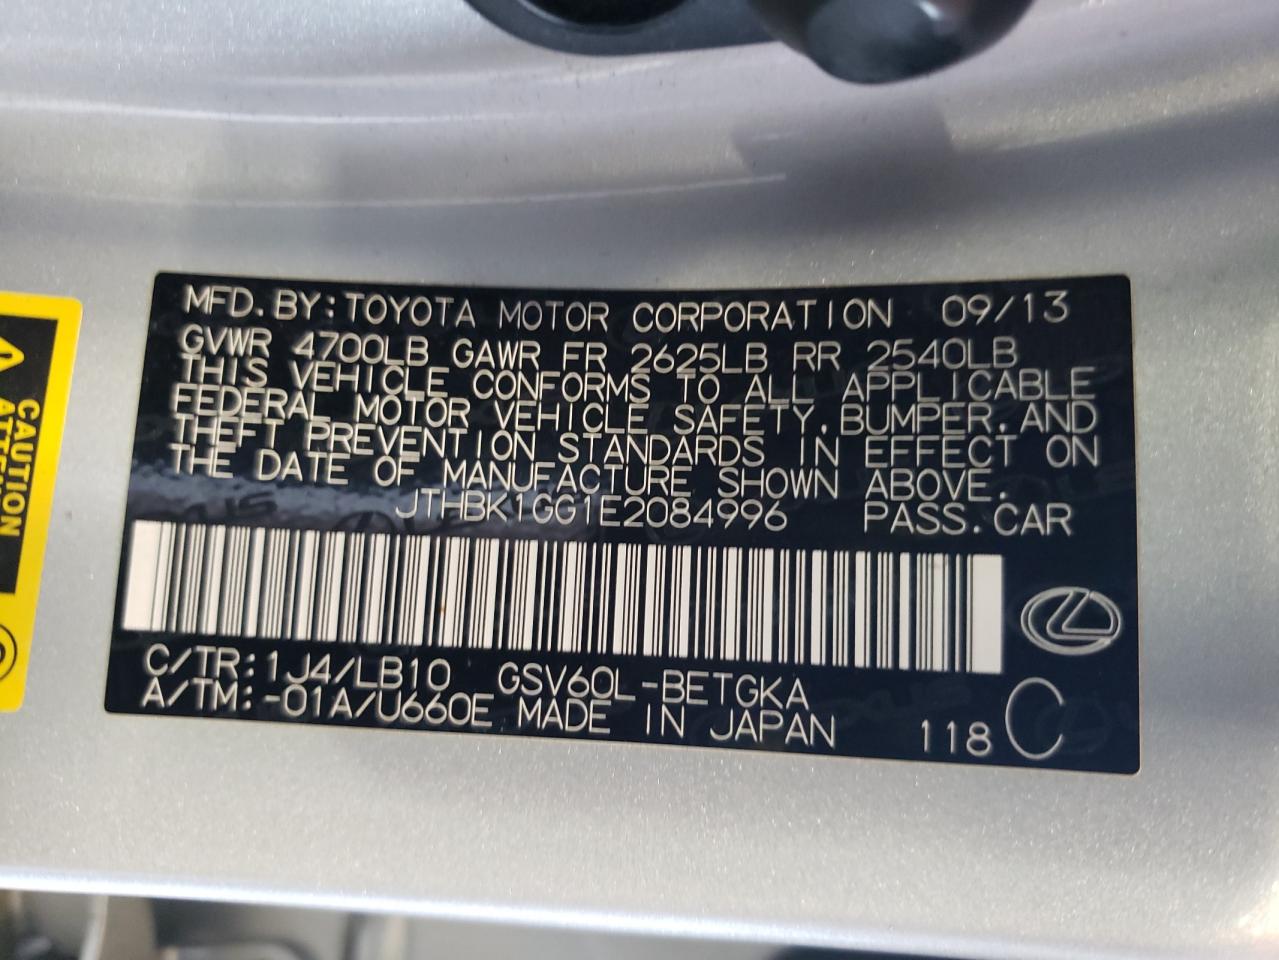 MFD. BY: TOYOTA MOTOR CORPORATION 09/13
GVWR 4700LB GAWR FR 2625LB RR 2540LB
THIS VEHICLE CONFORMS TO ALL APPLICABLE
FEDERAL MOTOR VEHICLE SAFETY, BUMPER, AND
THEFT PREVENTION STANDARDS IN EFFECT ON
THE DATE OF MANUFACTURE SHOWN ABOVE.
JTHBK1GG1E2084996 PASS. CAR
C/TR: 1J4/LB10 GSV60L-BETGKA
A/TM: -01A/U660E MADE IN JAPAN 118 C
CAUTION